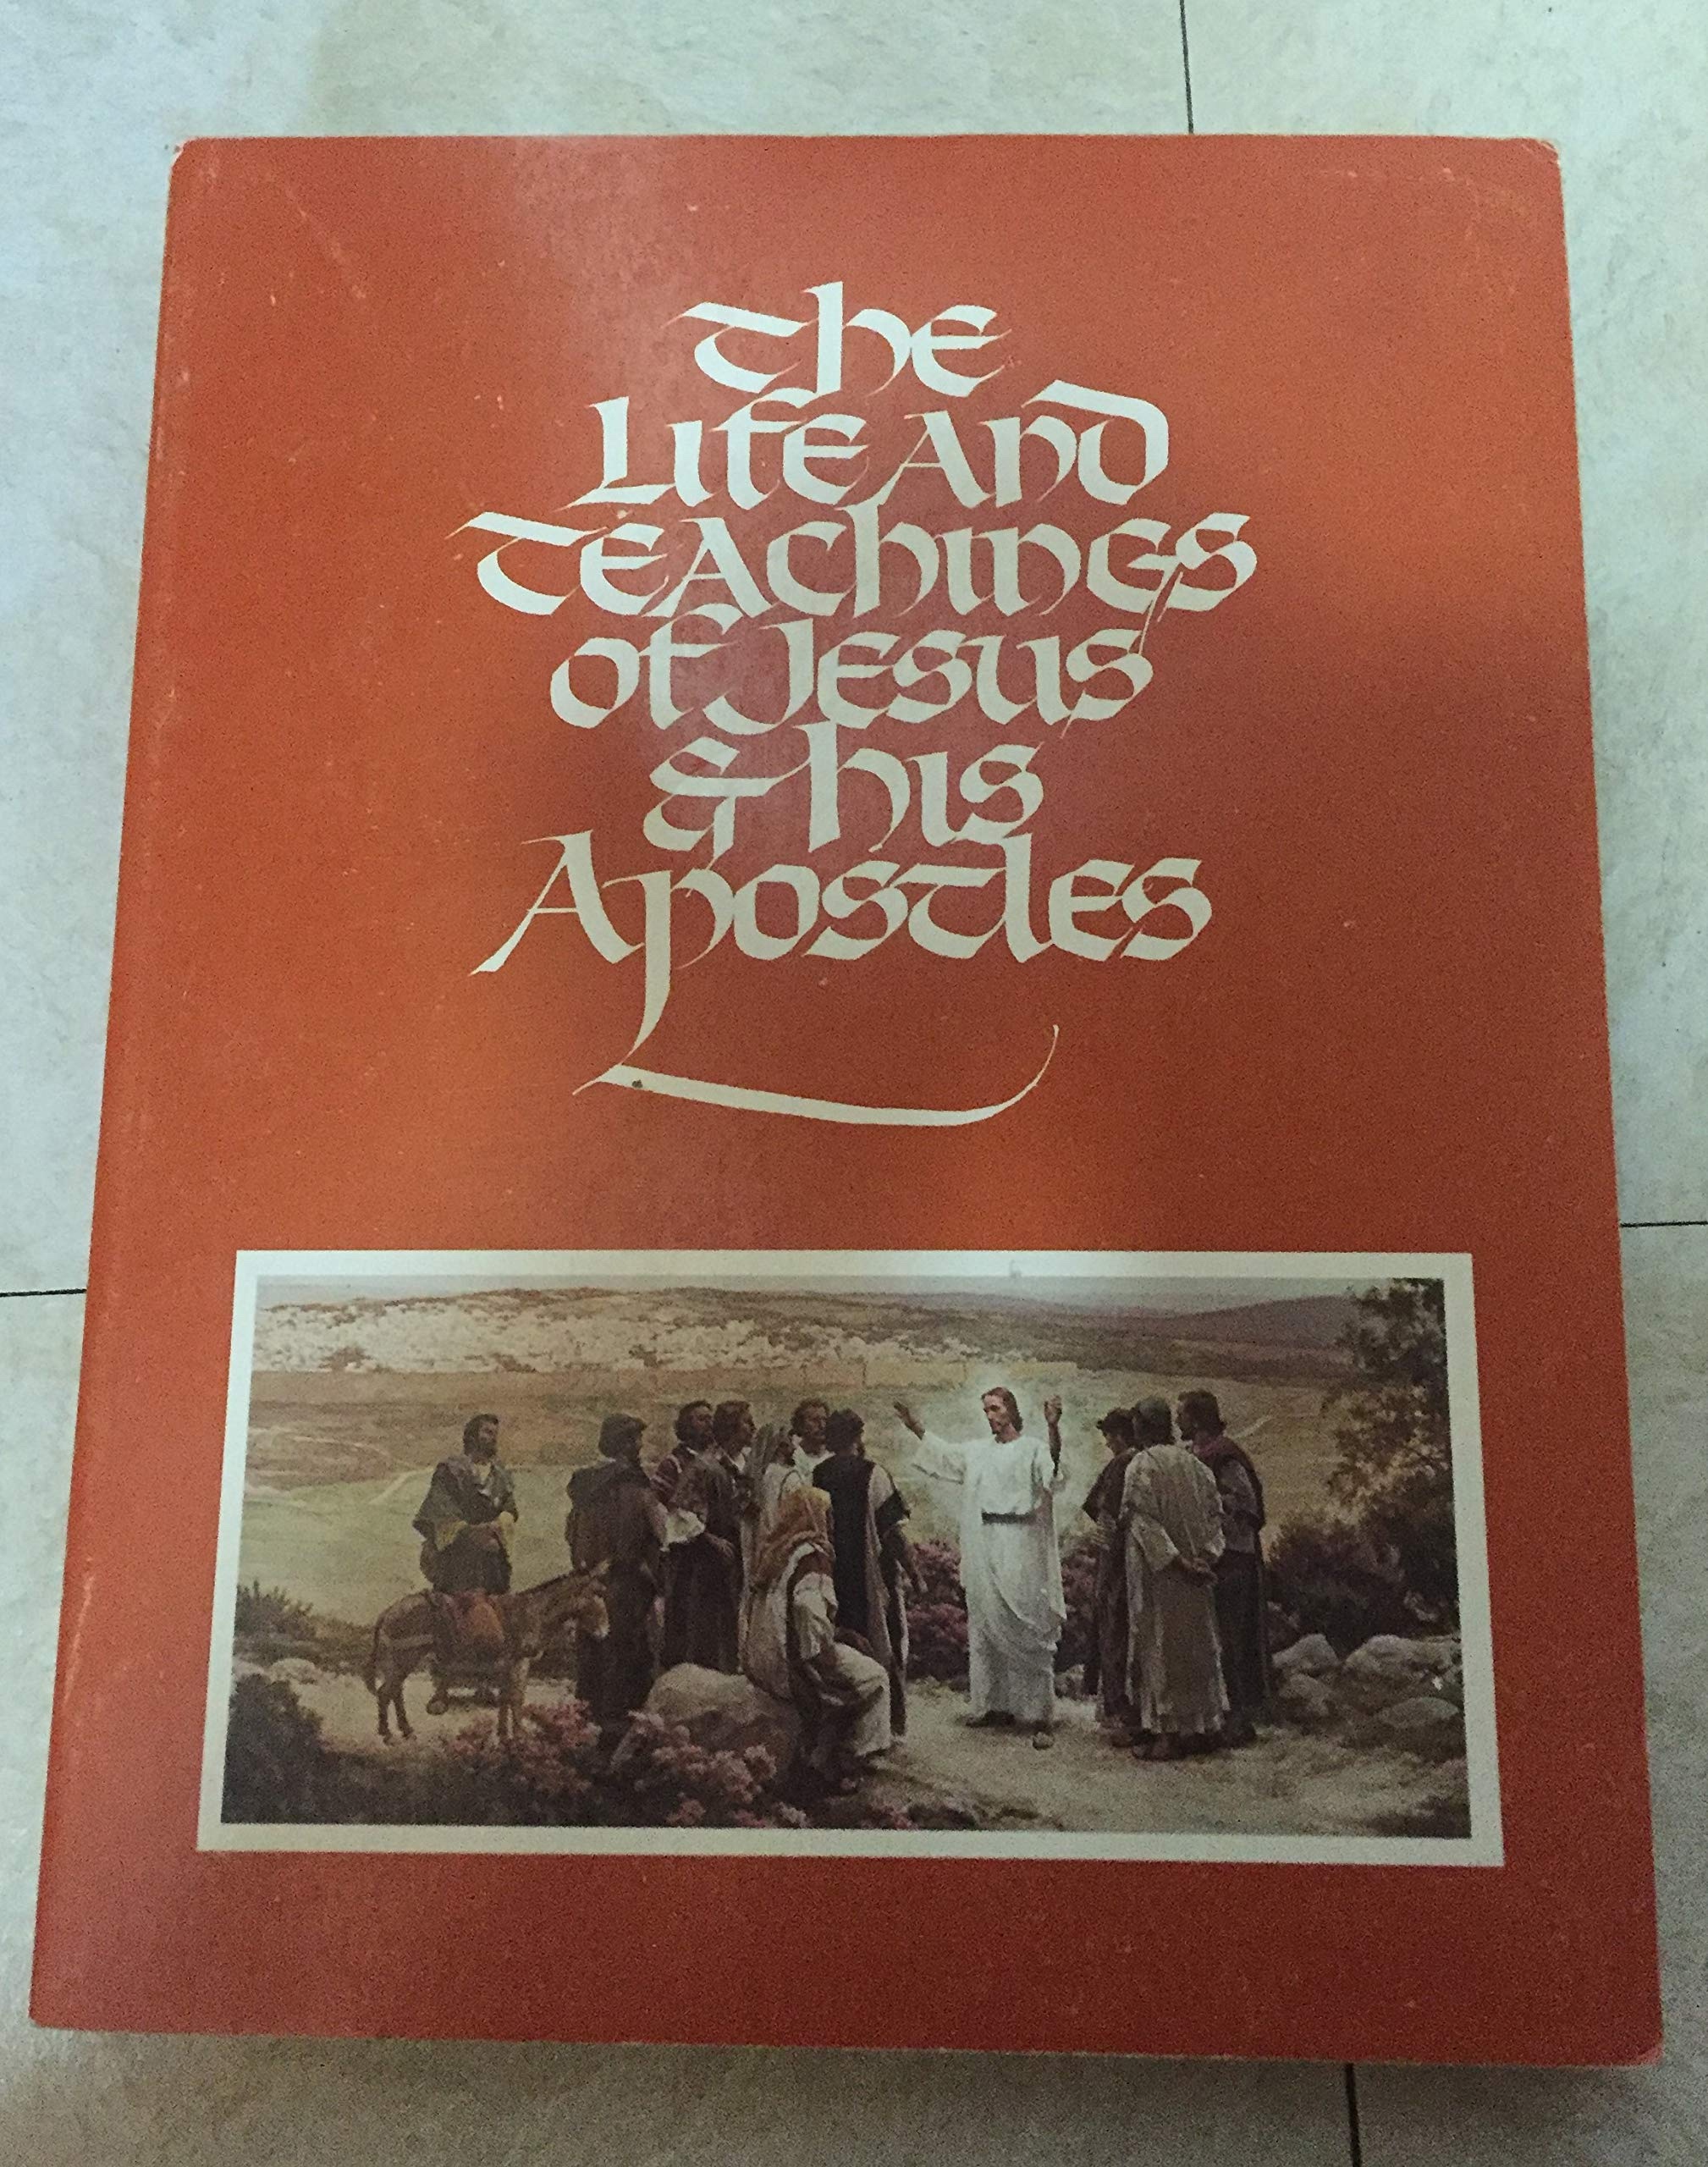 The
Life And
Teachings
of Jesus
& his
Apostles